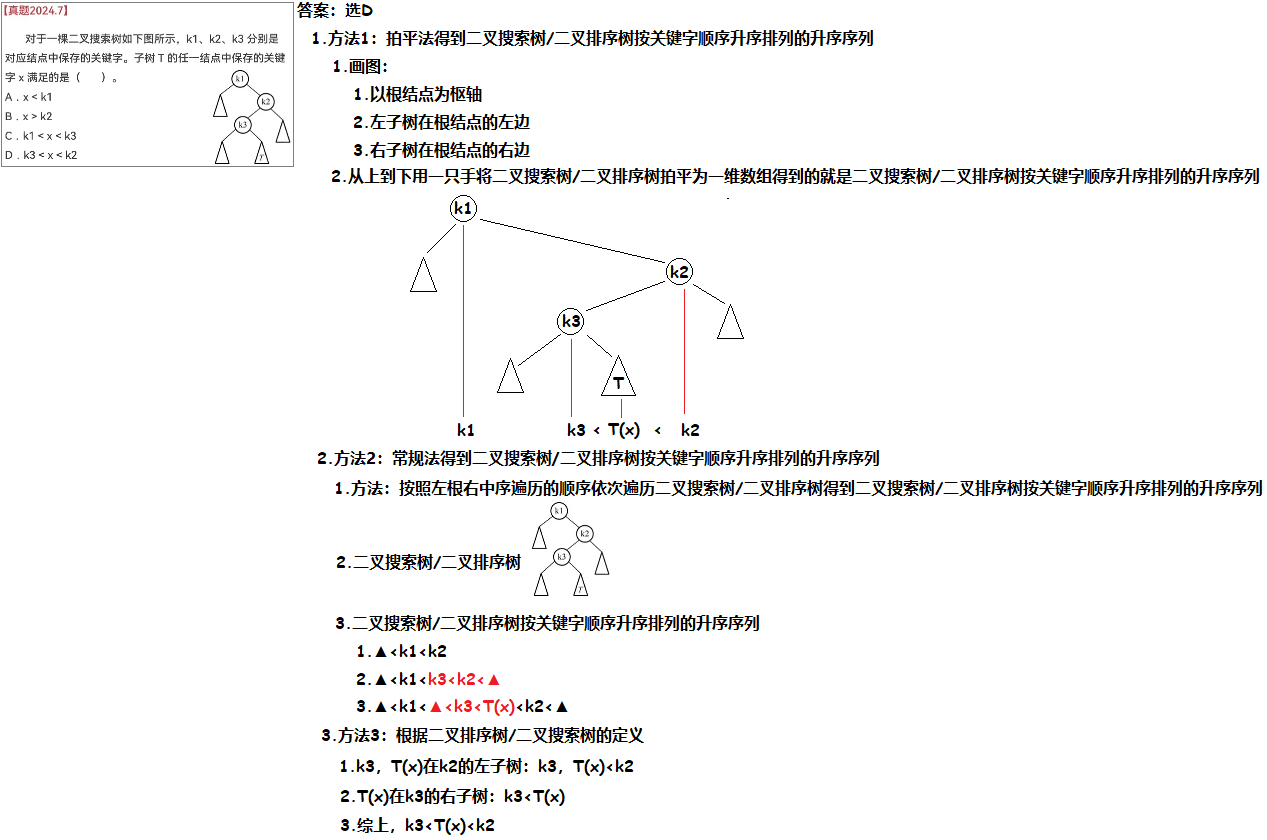 【真题2024.7】
对于一棵二叉搜索树如下图所示，k1、k2、k3 分别是
对应结点中保存的关键字。子树 T 的任一结点中保存的关键
字 x 满足的是（　　）。
A．x < k1
B．x > k2
C．k1 < x < k3
D．k3 < x < k2
k1
k2
k3
T
答案：选D
1.方法1：拍平法得到二叉搜索树/二叉排序树按关键字顺序升序排列的升序序列
1.画图：
1.以根结点为枢轴
2.左子树在根结点的左边
3.右子树在根结点的右边
2.从上到下用一只手将二叉搜索树/二叉排序树拍平为一维数组得到的就是二叉搜索树/二叉排序树按关键字顺序升序排列的升序序列
k1
k2
k3
T
k1 k3 < T(x) < k2
2.方法2：常规法得到二叉搜索树/二叉排序树按关键字顺序升序排列的升序序列
1.方法：按照左根右中序遍历的顺序依次遍历二叉搜索树/二叉排序树得到二叉搜索树/二叉排序树按关键字顺序升序排列的升序序列
k1
k2
k3
T
2.二叉搜索树/二叉排序树
3.二叉搜索树/二叉排序树按关键字顺序升序排列的升序序列
1.▲<k1<k2
2.▲<k1<k3<k2<▲
3.▲<k1<▲<k3<T(x)<k2<▲
3.方法3：根据二叉排序树/二叉搜索树的定义
1.k3，T(x)在k2的左子树：k3，T(x)<k2
2.T(x)在k3的右子树：k3<T(x)
3.综上，k3<T(x)<k2